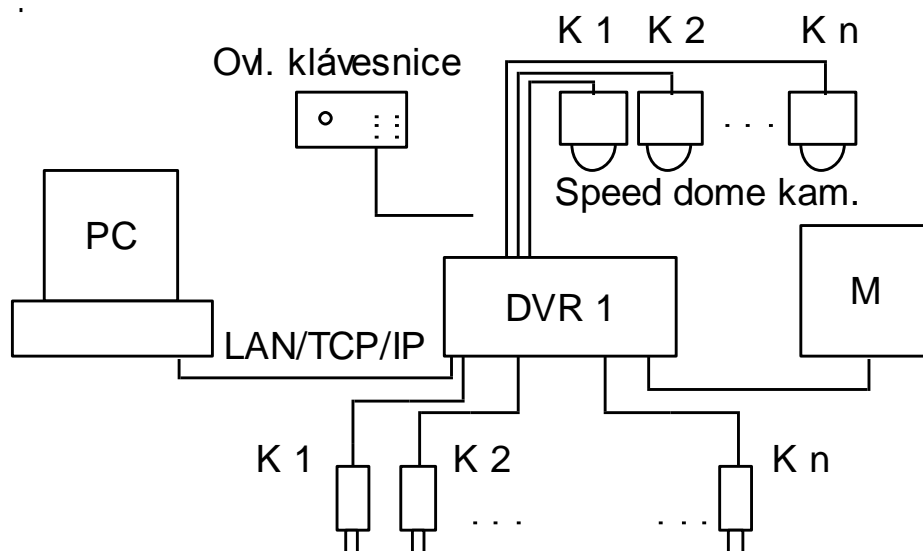 K 1 K 2 K n
Ovl. klávesnice
. . .
Speed dome kam.
PC
DVR 1
M
LAN/TCP/IP
K 1 K 2 K n
. . . . . .